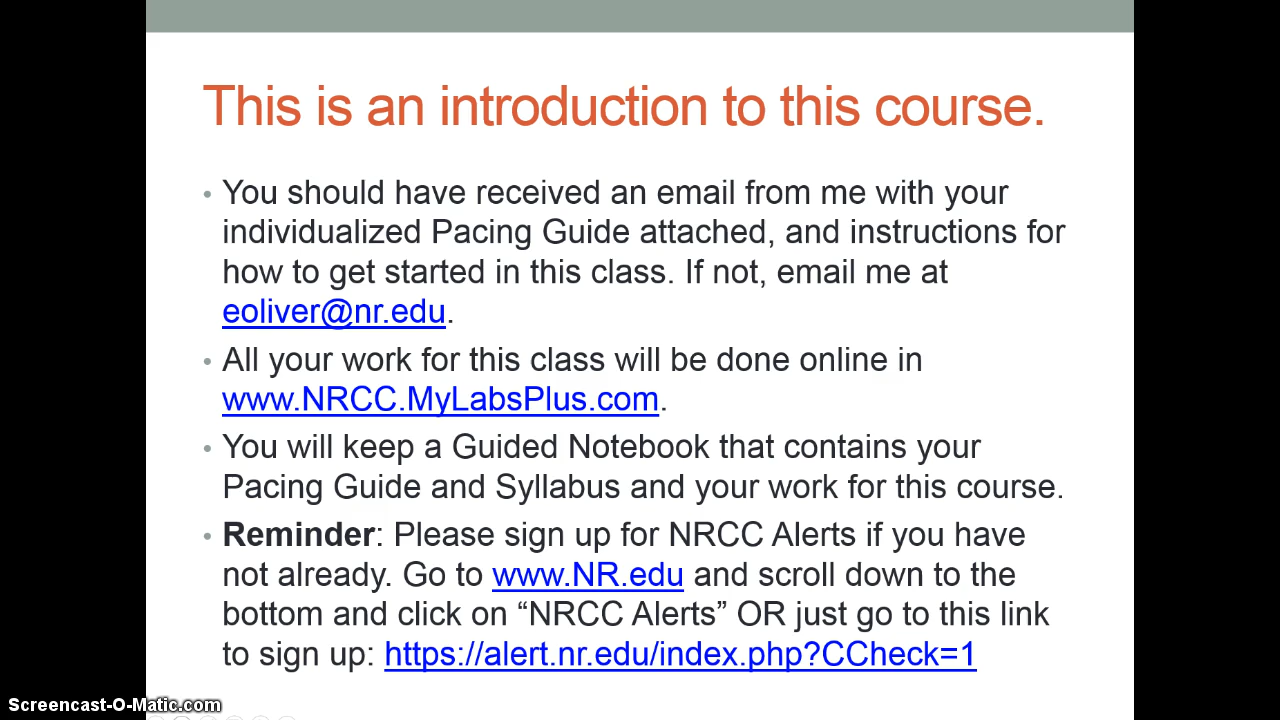 This is an introduction to this course.
• You should have received an email from me with your
individualized Pacing Guide attached, and instructions for
how to get started in this class. If not, email me at
eoliver@nr.edu.
• All your work for this class will be done online in
www.NRCC.MyLabsPlus.com.
• You will keep a Guided Notebook that contains your
Pacing Guide and Syllabus and your work for this course.
• Reminder: Please sign up for NRCC Alerts if you have
not already. Go to www.NR.edu and scroll down to the
bottom and click on “NRCC Alerts” OR just go to this link
to sign up: https://alert.nr.edu/index.php?CCheck=1
Screencast-O-Matic.com